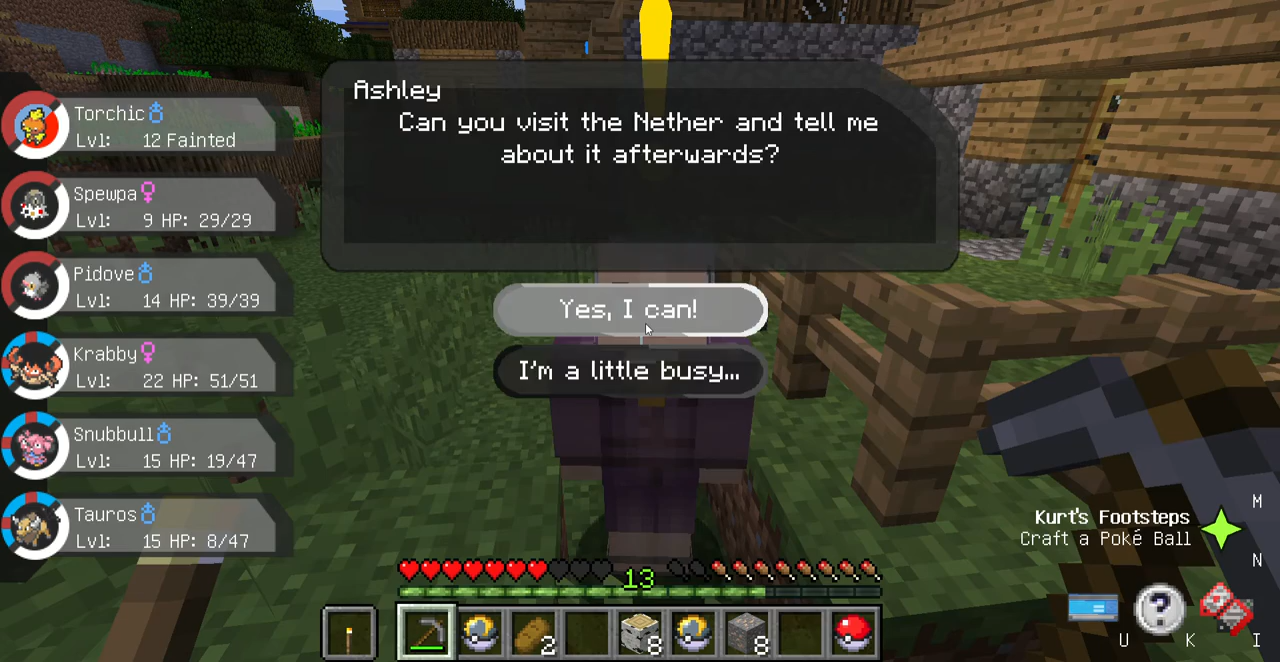 Ashley
Can you visit the Nether and tell me
about it afterwards?
Yes, I can!
I'm a little busy...
Torchic
Lvl: 12 Fainted
Spewpa
Lvl: 9 HP: 29/29
Pidove
Lvl: 14 HP: 39/39
Krabby
Lvl: 22 HP: 51/51
Snubbull
Lvl: 15 HP: 19/47
Tauros
Lvl: 15 HP: 8/47
Kurt's Footsteps
Craft a Poké Ball
M
N
U K I
13
2 8 8